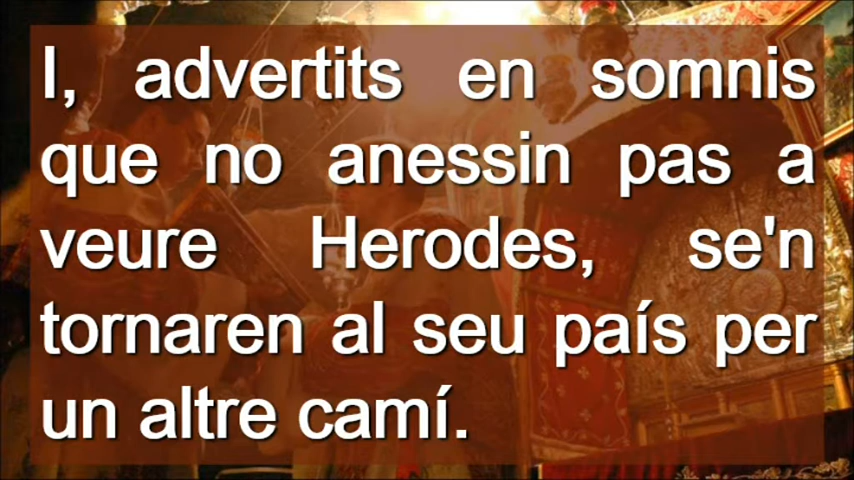 I, advertits en somnis
que no anessin pas a
veure Herodes, se'n
tornaren al seu país per
un altre camí.